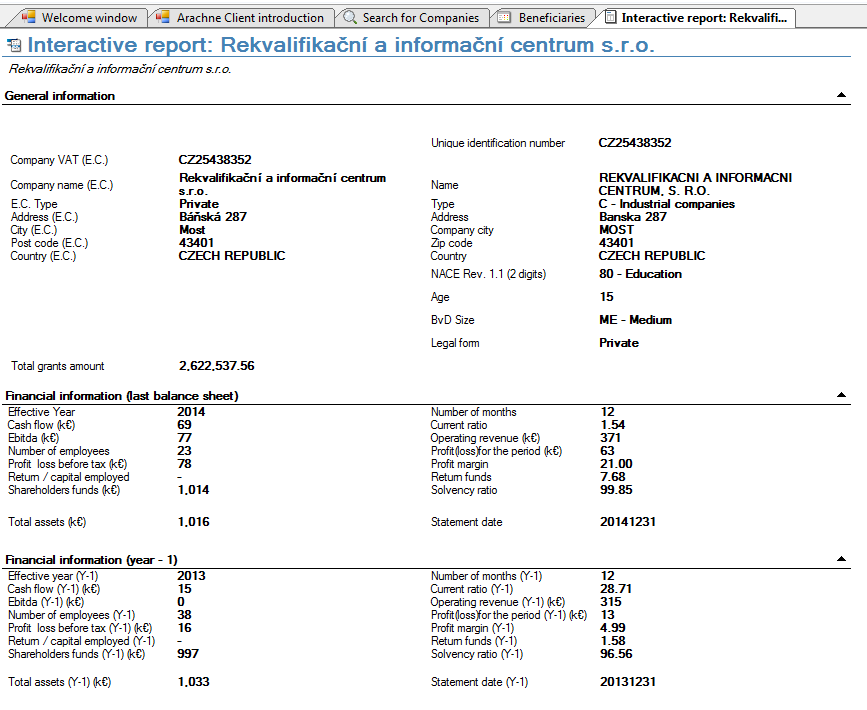 Welcome window Arachne Client introduction Search for Companies Beneficiaries Interactive report: Rekvalifi...
Interactive report: Rekvalifikační a informační centrum s.r.o.
Rekvalifikační a informační centrum s.r.o.
General information
Unique identification number CZ25438352
Company VAT (E.C.) CZ25438352
Company name (E.C.) Rekvalifikační a informační centrum s.r.o. Name REKVALIFIKACNI A INFORMACNI CENTRUM, S. R.O.
E.C. Type Private Type C - Industrial companies
Address (E.C.) Báňská 287 Address Banska 287
City (E.C.) Most Company city MOST
Post code (E.C.) 43401 Zip code 43401
Country (E.C.) CZECH REPUBLIC Country CZECH REPUBLIC
NACE Rev. 1.1 (2 digits) 80 - Education
Age 15
BvD Size ME - Medium
Legal form Private
Total grants amount 2,622,537.56
Financial information (last balance sheet)
Effective Year 2014 Number of months 12
Cash flow (k€) 69 Current ratio 1.54
Ebitda (k€) 77 Operating revenue (k€) 371
Number of employees 23 Profit(loss)for the period (k€) 63
Profit loss before tax (k€) 78 Profit margin 21.00
Return / capital employed - Return funds 7.68
Shareholders funds (k€) 1,014 Solvency ratio 99.85
Total assets (k€) 1,016 Statement date 20141231
Financial information (year - 1)
Effective year (Y-1) 2013 Number of months (Y-1) 12
Cash flow (Y-1) (k€) 15 Current ratio (Y-1) 28.71
Ebitda (Y-1) (k€) 0 Operating revenue (Y-1) (k€) 315
Number of employees (Y-1) 38 Profit(loss)for the period (Y-1) (k€) 13
Profit loss before tax (Y-1) (k€) 16 Profit margin (Y-1) 4.99
Return / capital employed (Y-1) - Return funds (Y-1) 1.58
Shareholders funds (Y-1) (k€) 997 Solvency ratio (Y-1) 96.56
Total assets (Y-1) (k€) 1,033 Statement date (Y-1) 20131231